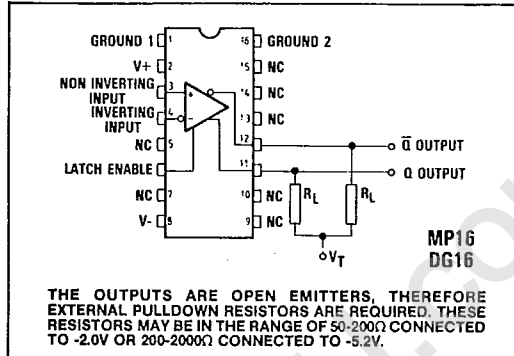 GROUND 1 1 16 GROUND 2
V+ 2 15 NC
NON INVERTING INPUT 3 + 14 NC
INVERTING INPUT 4 − 13 NC
NC 5 12 Q̅ OUTPUT
LATCH ENABLE 11 Q OUTPUT
NC 7 10 NC RL RL
V- 8 9 NC
VT
MP16
DG16
THE OUTPUTS ARE OPEN EMITTERS, THEREFORE
EXTERNAL PULLDOWN RESISTORS ARE REQUIRED. THESE
RESISTORS MAY BE IN THE RANGE OF 50-200Ω CONNECTED
TO -2.0V OR 200-2000Ω CONNECTED TO -5.2V.